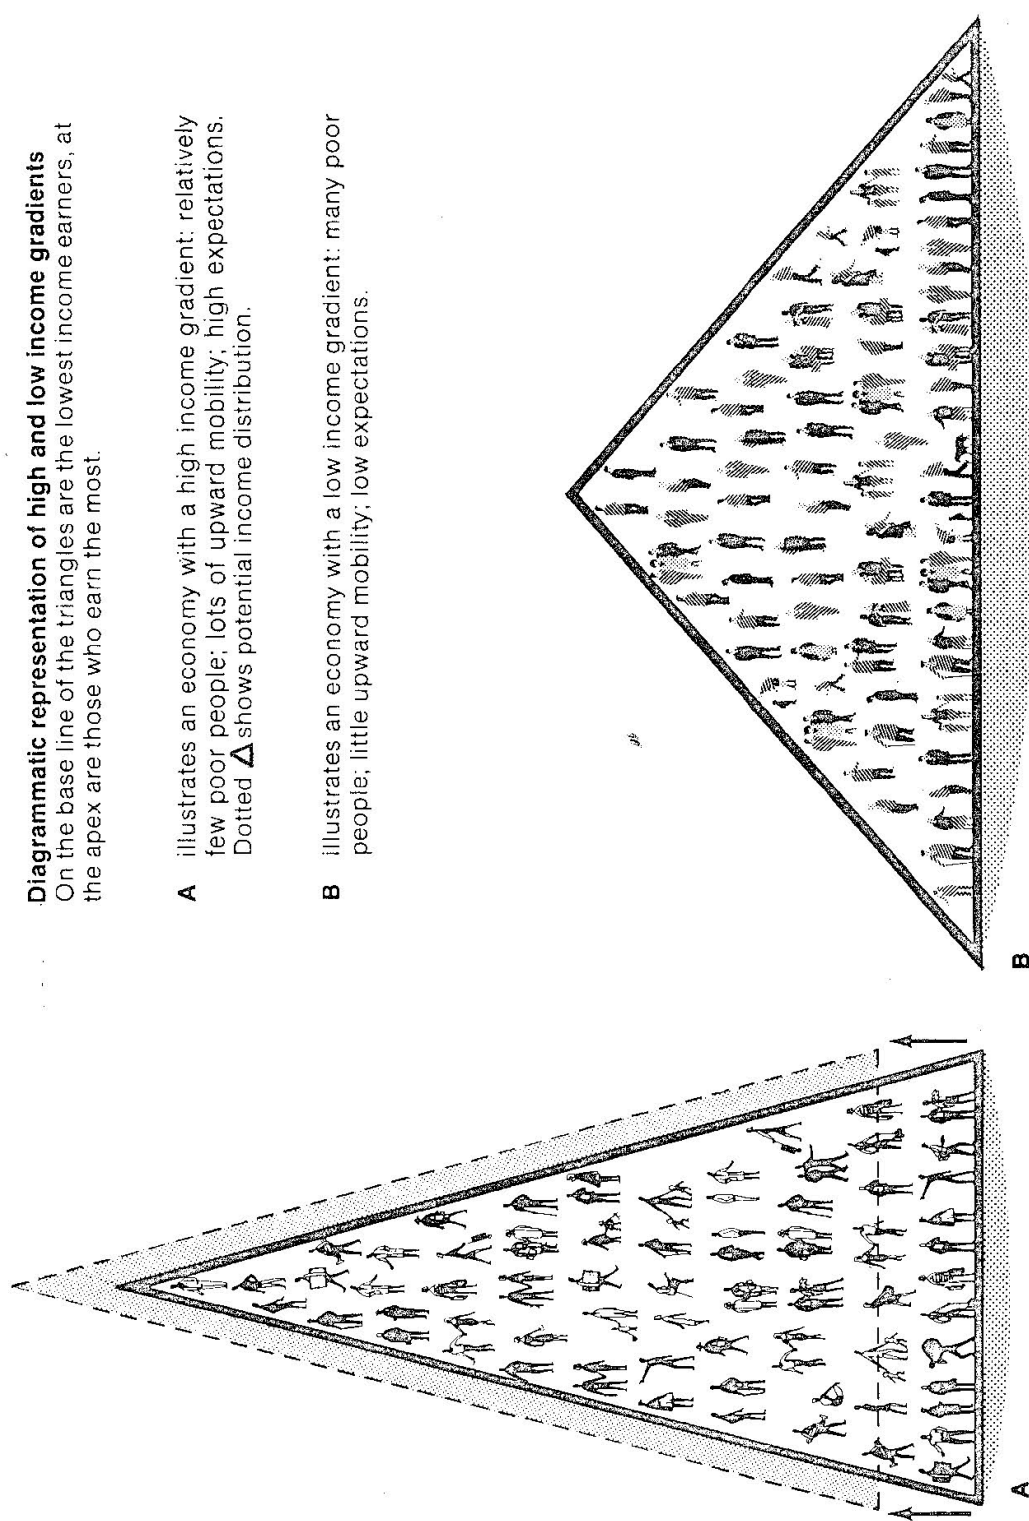 Diagrammatic representation of high and low income gradients
On the base line of the triangles are the lowest income earners, at
the apex are those who earn the most.
A illustrates an economy with a high income gradient: relatively
few poor people; lots of upward mobility; high expectations.
Dotted △ shows potential income distribution.
B illustrates an economy with a low income gradient: many poor
people; little upward mobility; low expectations.
A
B